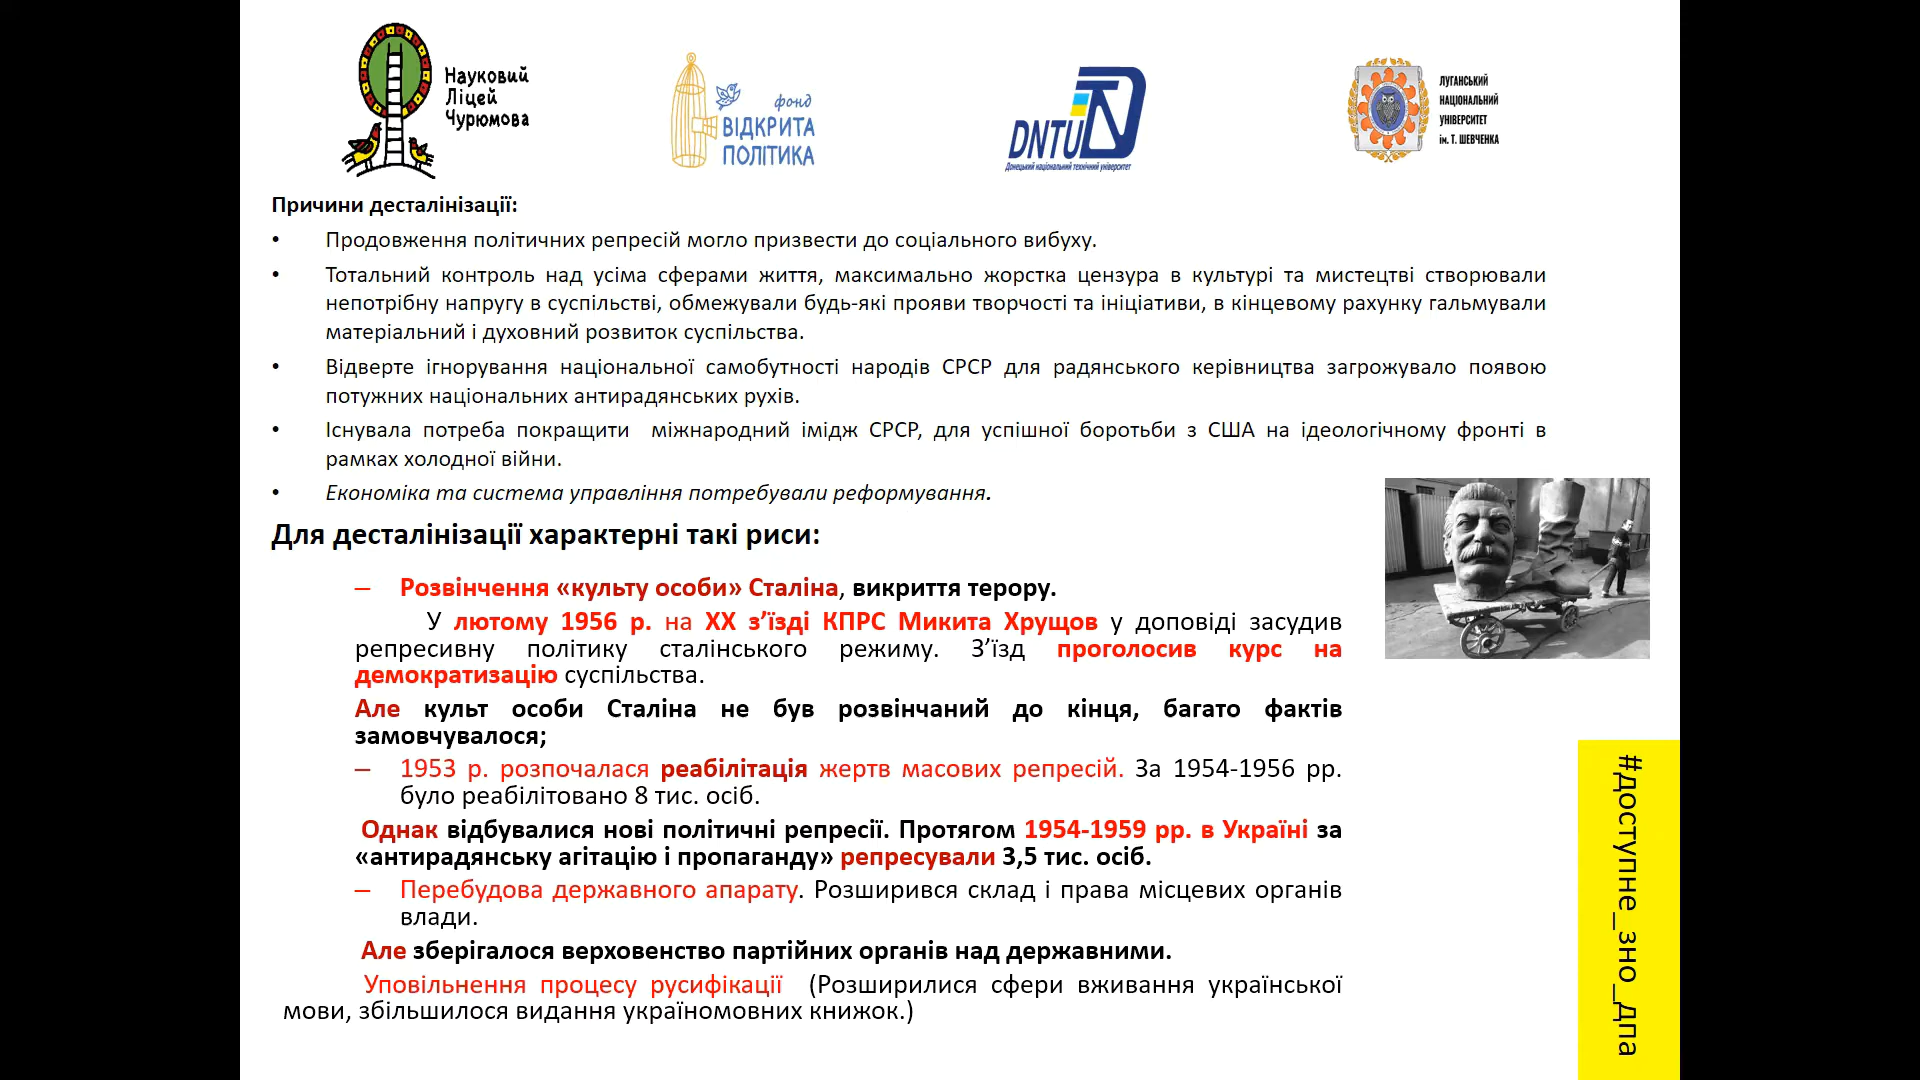 Науковий
Ліцей
Чурюмова
фонд
ВІДКРИТА
ПОЛІТИКА
DNTU
Донецький національний технічний університет
ЛУГАНСЬКИЙ
НАЦІОНАЛЬНИЙ
УНІВЕРСИТЕТ
ім. Т. ШЕВЧЕНКА
Причини десталінізації:
• Продовження політичних репресій могло призвести до соціального вибуху.
• Тотальний контроль над усіма сферами життя, максимально жорстка цензура в культурі та мистецтві створювали
непотрібну напругу в суспільстві, обмежували будь-які прояви творчості та ініціативи, в кінцевому рахунку гальмували
матеріальний і духовний розвиток суспільства.
• Відверте ігнорування національної самобутності народів СРСР для радянського керівництва загрожувало появою
потужних національних антирадянських рухів.
• Існувала потреба покращити міжнародний імідж СРСР, для успішної боротьби з США на ідеологічному фронті в
рамках холодної війни.
• Економіка та система управління потребували реформування.
Для десталінізації характерні такі риси:
– Розвінчення «культу особи» Сталіна, викриття терору.
У лютому 1956 р. на ХХ з’їзді КПРС Микита Хрущов у доповіді засудив
репресивну політику сталінського режиму. З’їзд проголосив курс на
демократизацію суспільства.
Але культ особи Сталіна не був розвінчаний до кінця, багато фактів
замовчувалося;
– 1953 р. розпочалася реабілітація жертв масових репресій. За 1954-1956 рр.
було реабілітовано 8 тис. осіб.
Однак відбувалися нові політичні репресії. Протягом 1954-1959 рр. в Україні за
«антирадянську агітацію і пропаганду» репресували 3,5 тис. осіб.
– Перебудова державного апарату. Розширився склад і права місцевих органів
влади.
Але зберігалося верховенство партійних органів над державними.
Уповільнення процесу русифікації (Розширилися сфери вживання української
мови, збільшилося видання україномовних книжок.)
#доступне_зно_дпа